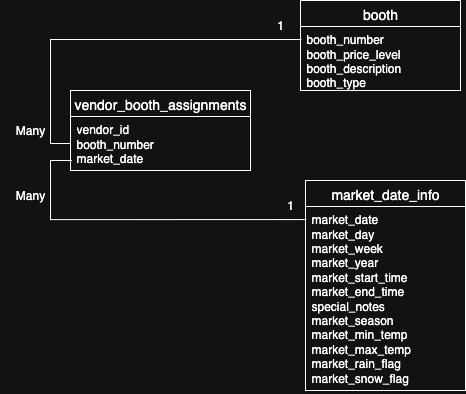 1
booth
booth_number
booth_price_level
booth_description
booth_type
vendor_booth_assignments
vendor_id
booth_number
market_date
Many
Many
1
market_date_info
market_date
market_day
market_week
market_year
market_start_time
market_end_time
special_notes
market_season
market_min_temp
market_max_temp
market_rain_flag
market_snow_flag